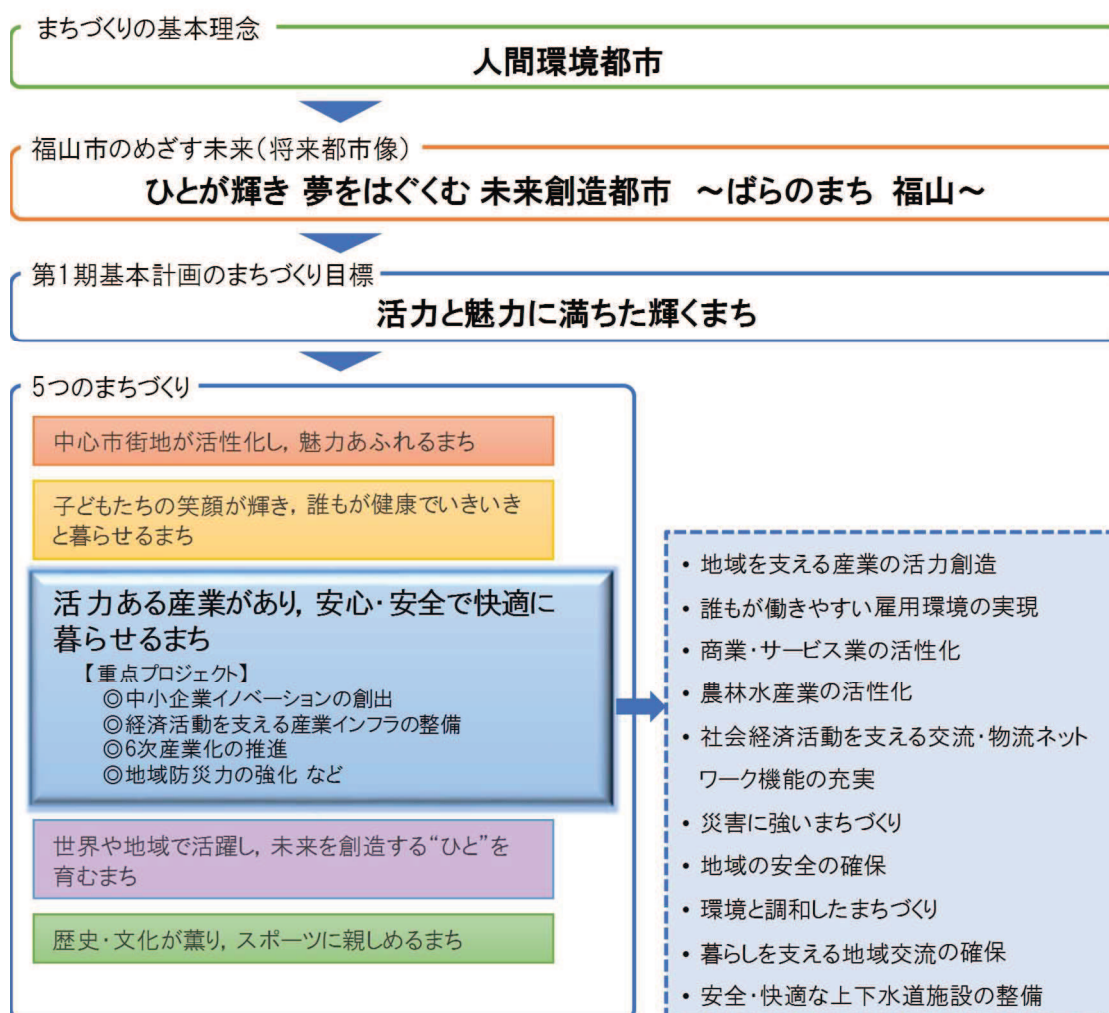 まちづくりの基本理念
人間環境都市
福山市のめざす未来(将来都市像)
ひとが輝き 夢をはぐくむ 未来創造都市 ～ばらのまち 福山～
第1期基本計画のまちづくり目標
活力と魅力に満ちた輝くまち
5つのまちづくり
中心市街地が活性化し，魅力あふれるまち
子どもたちの笑顔が輝き，誰もが健康でいきいき
と暮らせるまち
活力ある産業があり，安心・安全で快適に
暮らせるまち
【重点プロジェクト】
◎中小企業イノベーションの創出
◎経済活動を支える産業インフラの整備
◎6次産業化の推進
◎地域防災力の強化 など
世界や地域で活躍し，未来を創造する“ひと”を
育むまち
歴史・文化が薫り，スポーツに親しめるまち
• 地域を支える産業の活力創造
• 誰もが働きやすい雇用環境の実現
• 商業・サービス業の活性化
• 農林水産業の活性化
• 社会経済活動を支える交流・物流ネット
ワーク機能の充実
• 災害に強いまちづくり
• 地域の安全の確保
• 環境と調和したまちづくり
• 暮らしを支える地域交流の確保
• 安全・快適な上下水道施設の整備